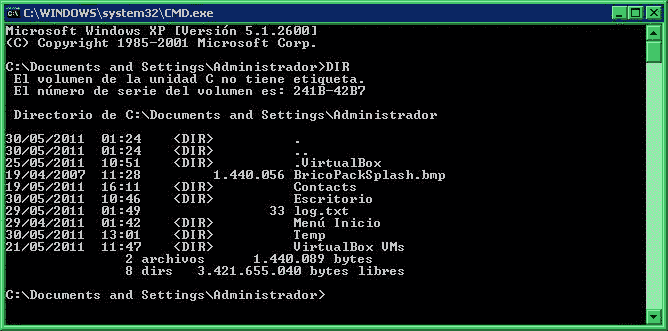 C:\WINDOWS\system32\CMD.exe
Microsoft Windows XP [Versión 5.1.2600]
(C) Copyright 1985-2001 Microsoft Corp.
C:\Documents and Settings\Administrador>DIR
El volumen de la unidad C no tiene etiqueta.
El número de serie del volumen es: 241B-42B7
Directorio de C:\Documents and Settings\Administrador
30/05/2011  01:24    <DIR>          .
30/05/2011  01:24    <DIR>          ..
25/05/2011  10:51    <DIR>          .VirtualBox
19/04/2007  11:28         1.440.056 BricoPackSplash.bmp
19/05/2011  16:11    <DIR>          Contacts
30/05/2011  10:46    <DIR>          Escritorio
29/05/2011  01:49                33 log.txt
29/04/2011  01:42    <DIR>          Menú Inicio
30/05/2011  13:01    <DIR>          Temp
21/05/2011  11:47    <DIR>          VirtualBox VMs
2 archivos      1.440.089 bytes
8 dirs   3.421.655.040 bytes libres
C:\Documents and Settings\Administrador>